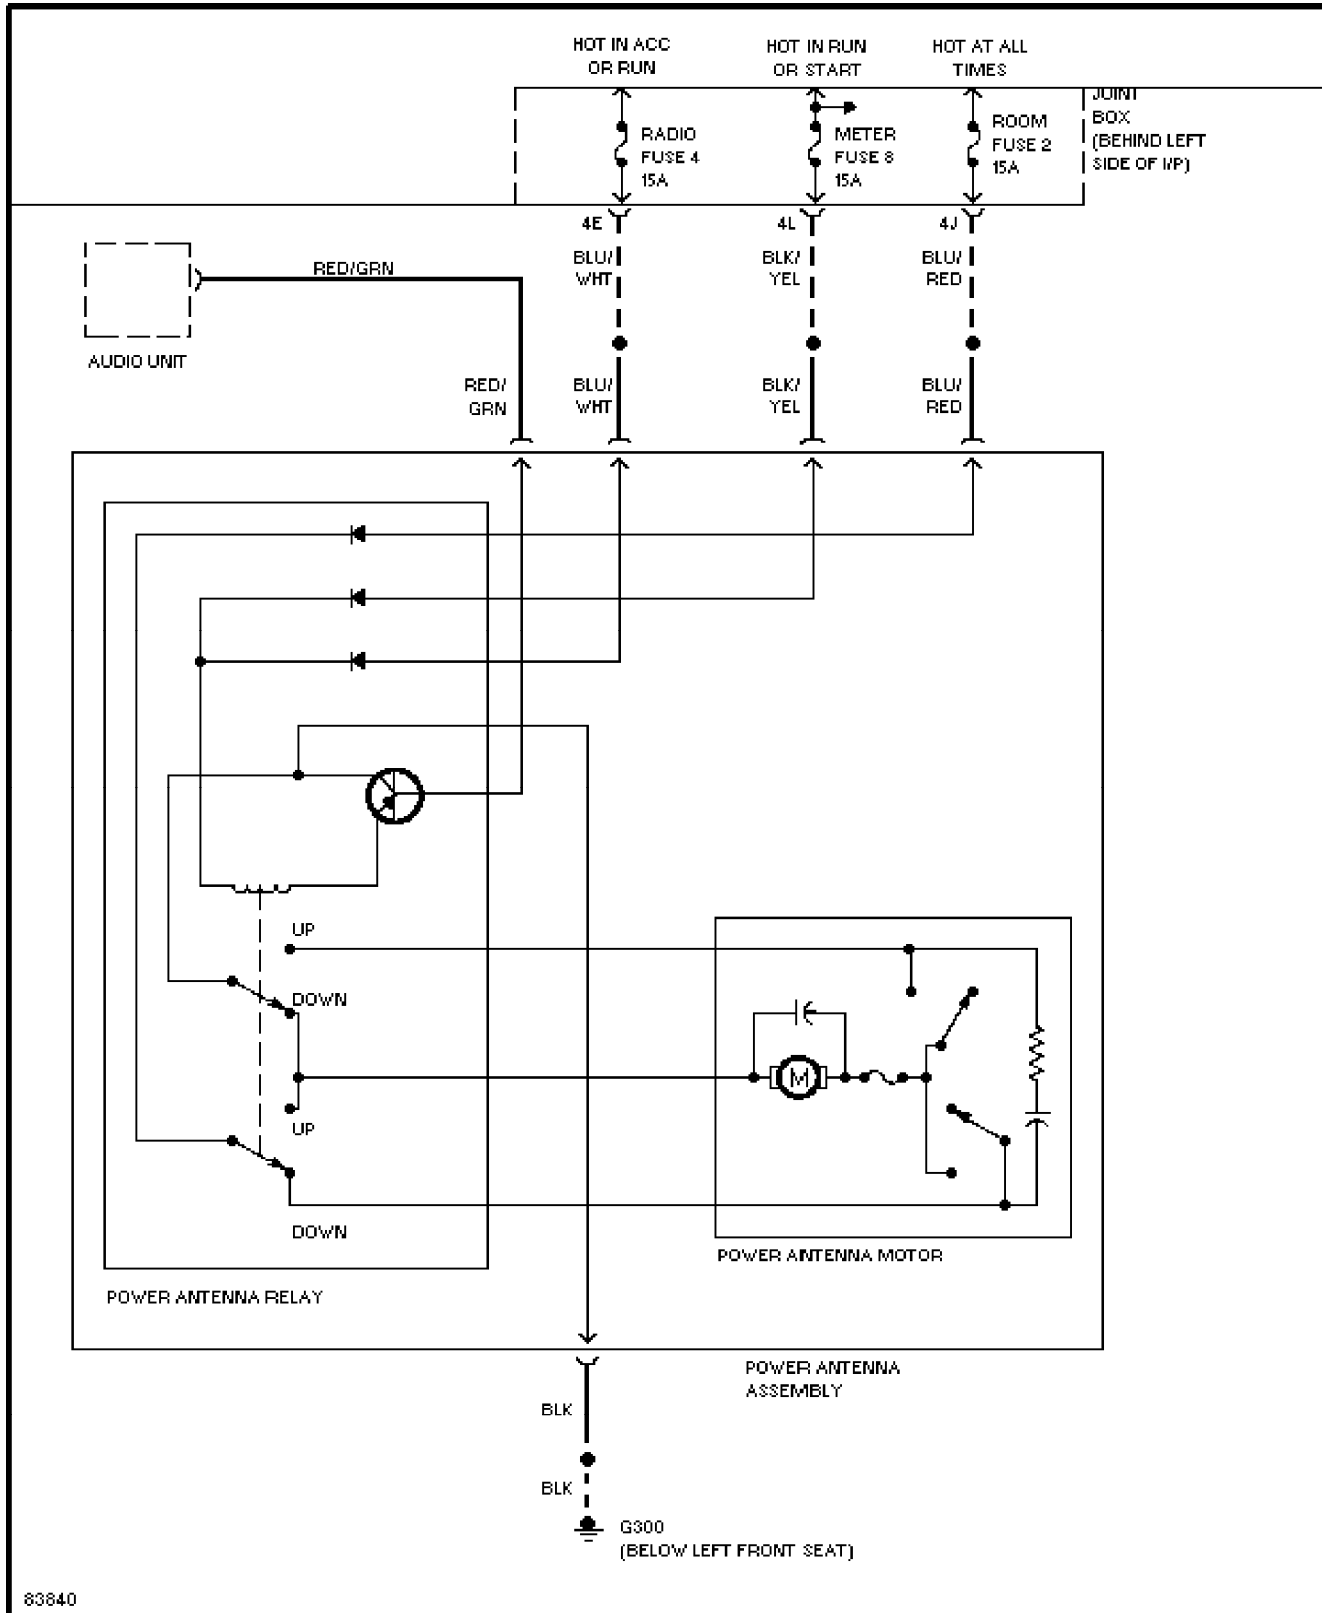 HOT IN ACC
OR RUN
HOT IN RUN
OR START
HOT AT ALL
TIMES
JOINT
BOX
(BEHIND LEFT
SIDE OF I/P)
RADIO
FUSE 4
15A
METER
FUSE 8
15A
ROOM
FUSE 2
15A
4E
4L
4J
BLU/
WHT
BLK/
YEL
BLU/
RED
RED/GRN
AUDIO UNIT
RED/
GRN
BLU/
WHT
BLK/
YEL
BLU/
RED
UP
DOWN
UP
DOWN
M
POWER ANTENNA MOTOR
POWER ANTENNA RELAY
POWER ANTENNA
ASSEMBLY
BLK
BLK
G300
(BELOW LEFT FRONT SEAT)
83840